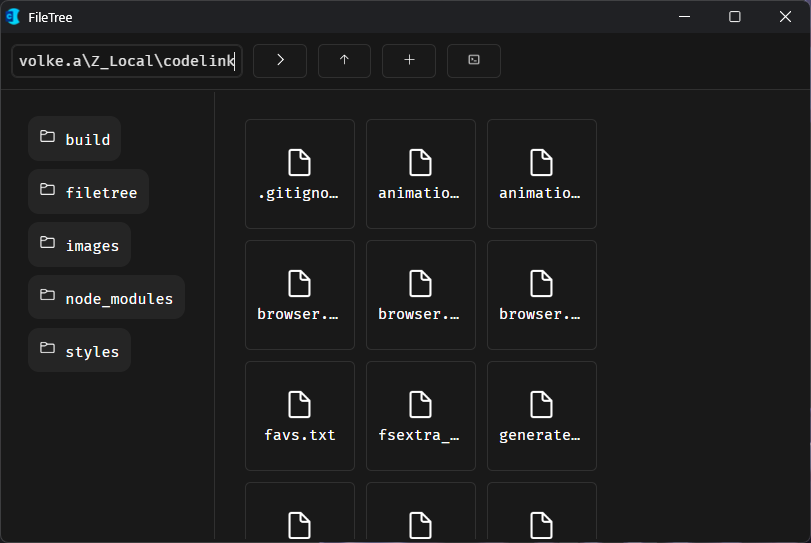 FileTree
volke.a\Z_Local\codelink
build
filetree
images
node_modules
styles
.gitigno… animatio… animatio…
browser.… browser.… browser.…
favs.txt fsextra_… generate…